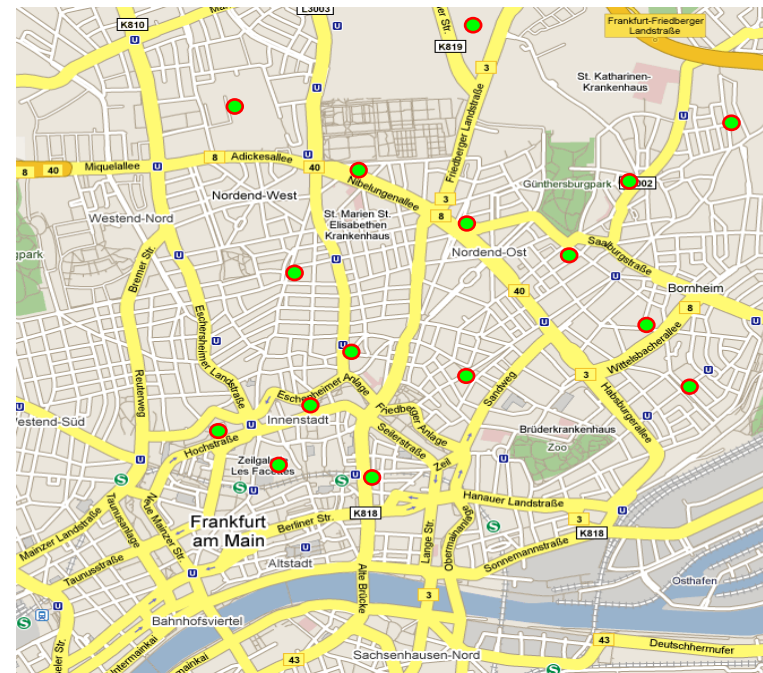 L3003
K810
K819
Frankfurt-Friedberger
Landstraße
3
St. Katharinen-
Krankenhaus
Friedberger Landstraße
8
Adickesallee
40
Miquelallee
8
40
Nibelungenallee
Günthersburgpark
Nordend-West
3
Westend-Nord
St. Marien St.
Elisabethen
Krankenhaus
8
Nordend-Ost
Saalburgstraße
Bremer Str.
40
Bornheim
8
Eschersheimer Landstraße
Wittelsbacherallee
3
Sandweg
Habsburgerallee
Reuterweg
Eschenheimer Anlage
Friedberger Anlage
Innenstadt
Seilerstraße
Brüderkrankenhaus
Zoo
Hochstraße
Zeil
Les Facettes
Hanauer Landstraße
Taunusanlage
Neue Mainzer Str.
Mainzer Landstraße
Frankfurt
am Main
Berliner Str.
K818
3
K818
Lange Str.
Obermainanlage
Sonnemannstraße
Taunusstraße
Altstadt
Alte Brücke
Osthafen
3
Bahnhofsviertel
43
Deutschherrnufer
Sachsenhausen-Nord
43